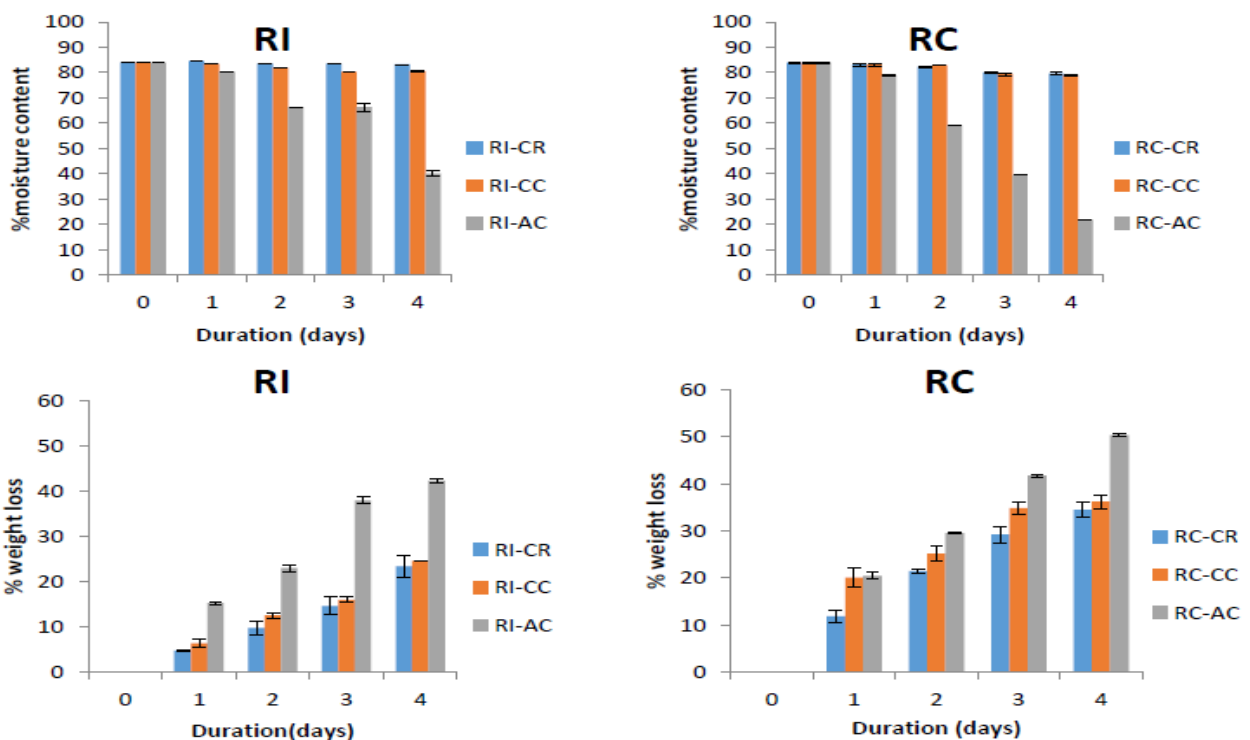 RI
100
90
80
70
60
50
40
30
20
10
0
%moisture content
0 1 2 3 4
Duration (days)
RI-CR
RI-CC
RI-AC
RC
100
90
80
70
60
50
40
30
20
10
0
%moisture content
0 1 2 3 4
Duration (days)
RC-CR
RC-CC
RC-AC
RI
60
50
40
30
20
10
0
% weight loss
0 1 2 3 4
Duration(days)
RI-CR
RI-CC
RI-AC
RC
60
50
40
30
20
10
0
% weight loss
0 1 2 3 4
Duration (days)
RC-CR
RC-CC
RC-AC